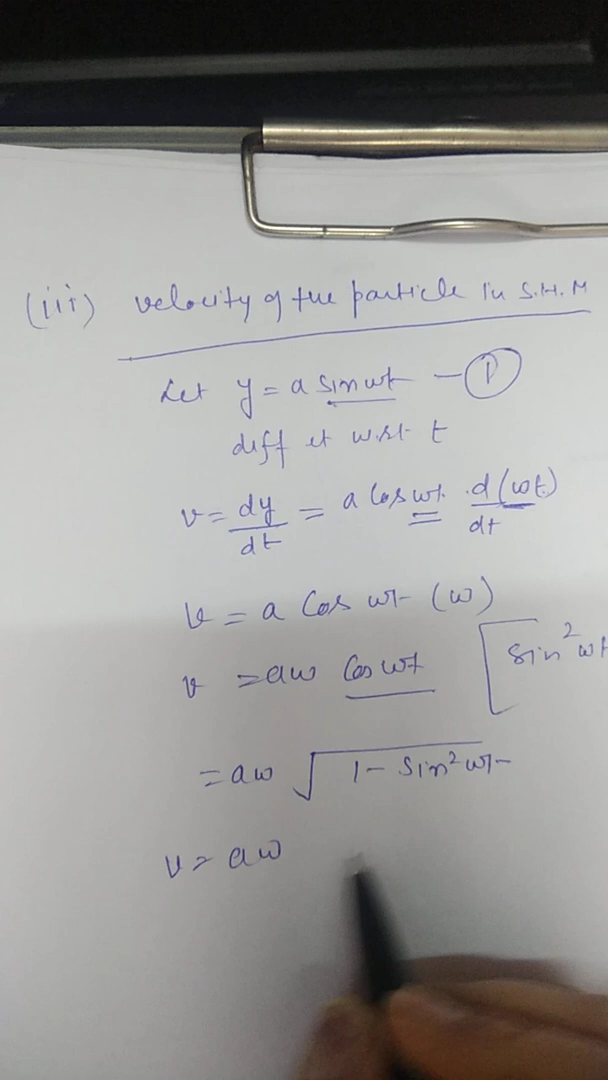 (iii) velocity of the particle in S.H.M
Let y = a sin ωt — ①
diff it w.r.t t
v = dy/dt = a cos ωt . d(ωt)/dt
v = a cos ωt (ω)
v = aω cos ωt [ sin² ωt
= aω √(1 - sin² ωt)
v = aω